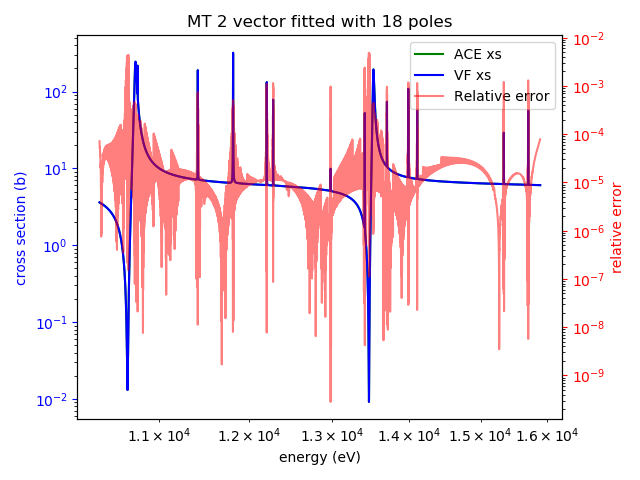 MT 2 vector fitted with 18 poles
ACE xs
VF xs
Relative error
cross section (b)
10²
10¹
10⁰
10⁻¹
10⁻²
relative error
10⁻²
10⁻³
10⁻⁴
10⁻⁵
10⁻⁶
10⁻⁷
10⁻⁸
10⁻⁹
1.1 × 10⁴ 1.2 × 10⁴ 1.3 × 10⁴ 1.4 × 10⁴ 1.5 × 10⁴ 1.6 × 10⁴
energy (eV)